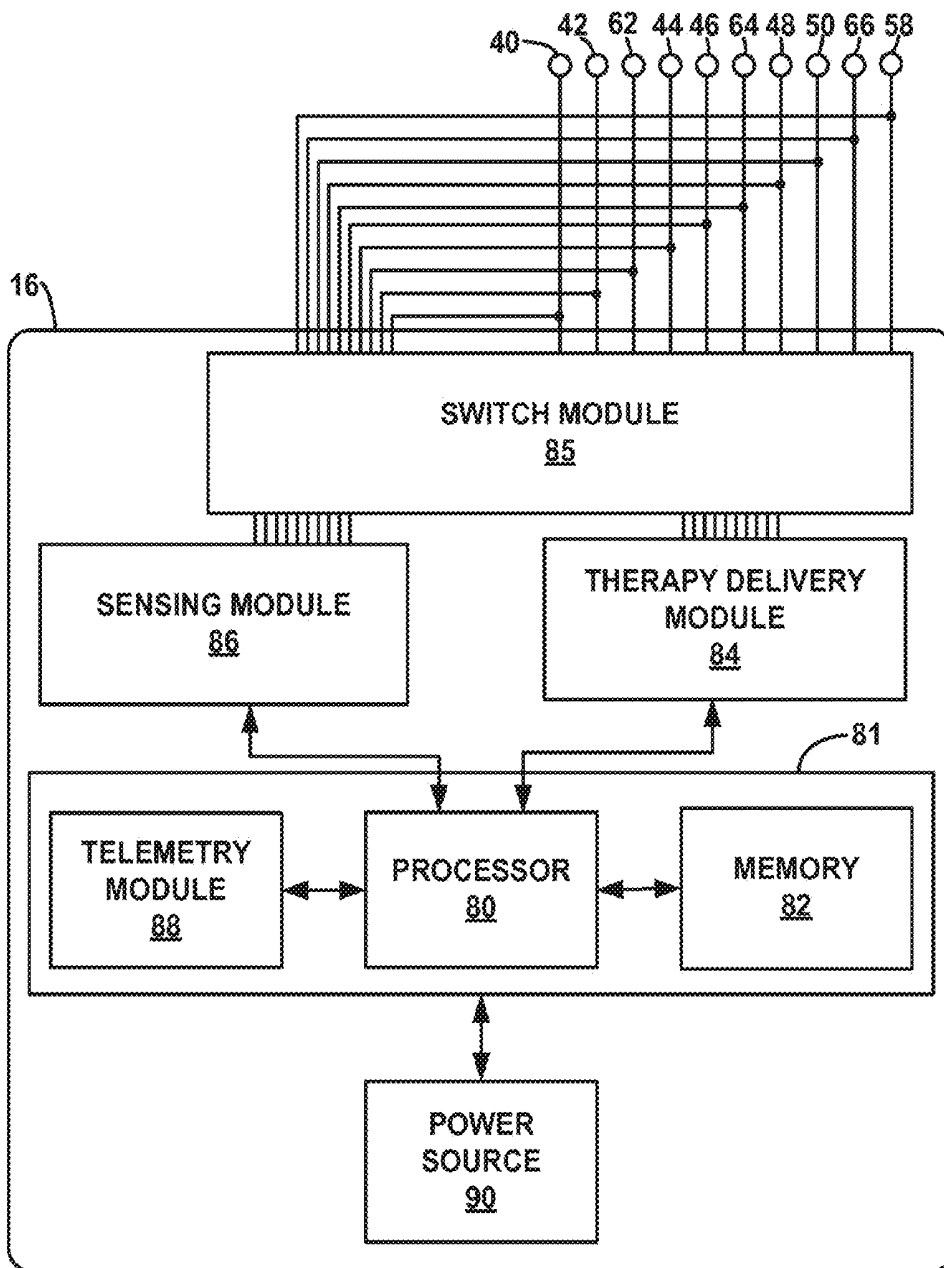 40 42 62 44 46 64 48 50 66 58
16
SWITCH MODULE
85
SENSING MODULE
86
THERAPY DELIVERY
MODULE
84
81
TELEMETRY
MODULE
88
PROCESSOR
80
MEMORY
82
POWER
SOURCE
90